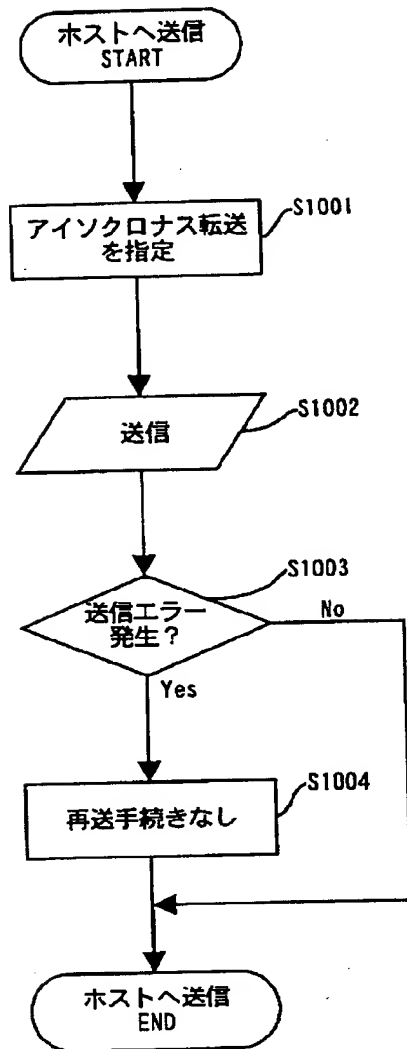 ホストへ送信
START
アイソクロナス転送
を指定
S1001
送信
S1002
送信エラー
発生?
S1003
No
Yes
再送手続きなし
S1004
ホストへ送信
END